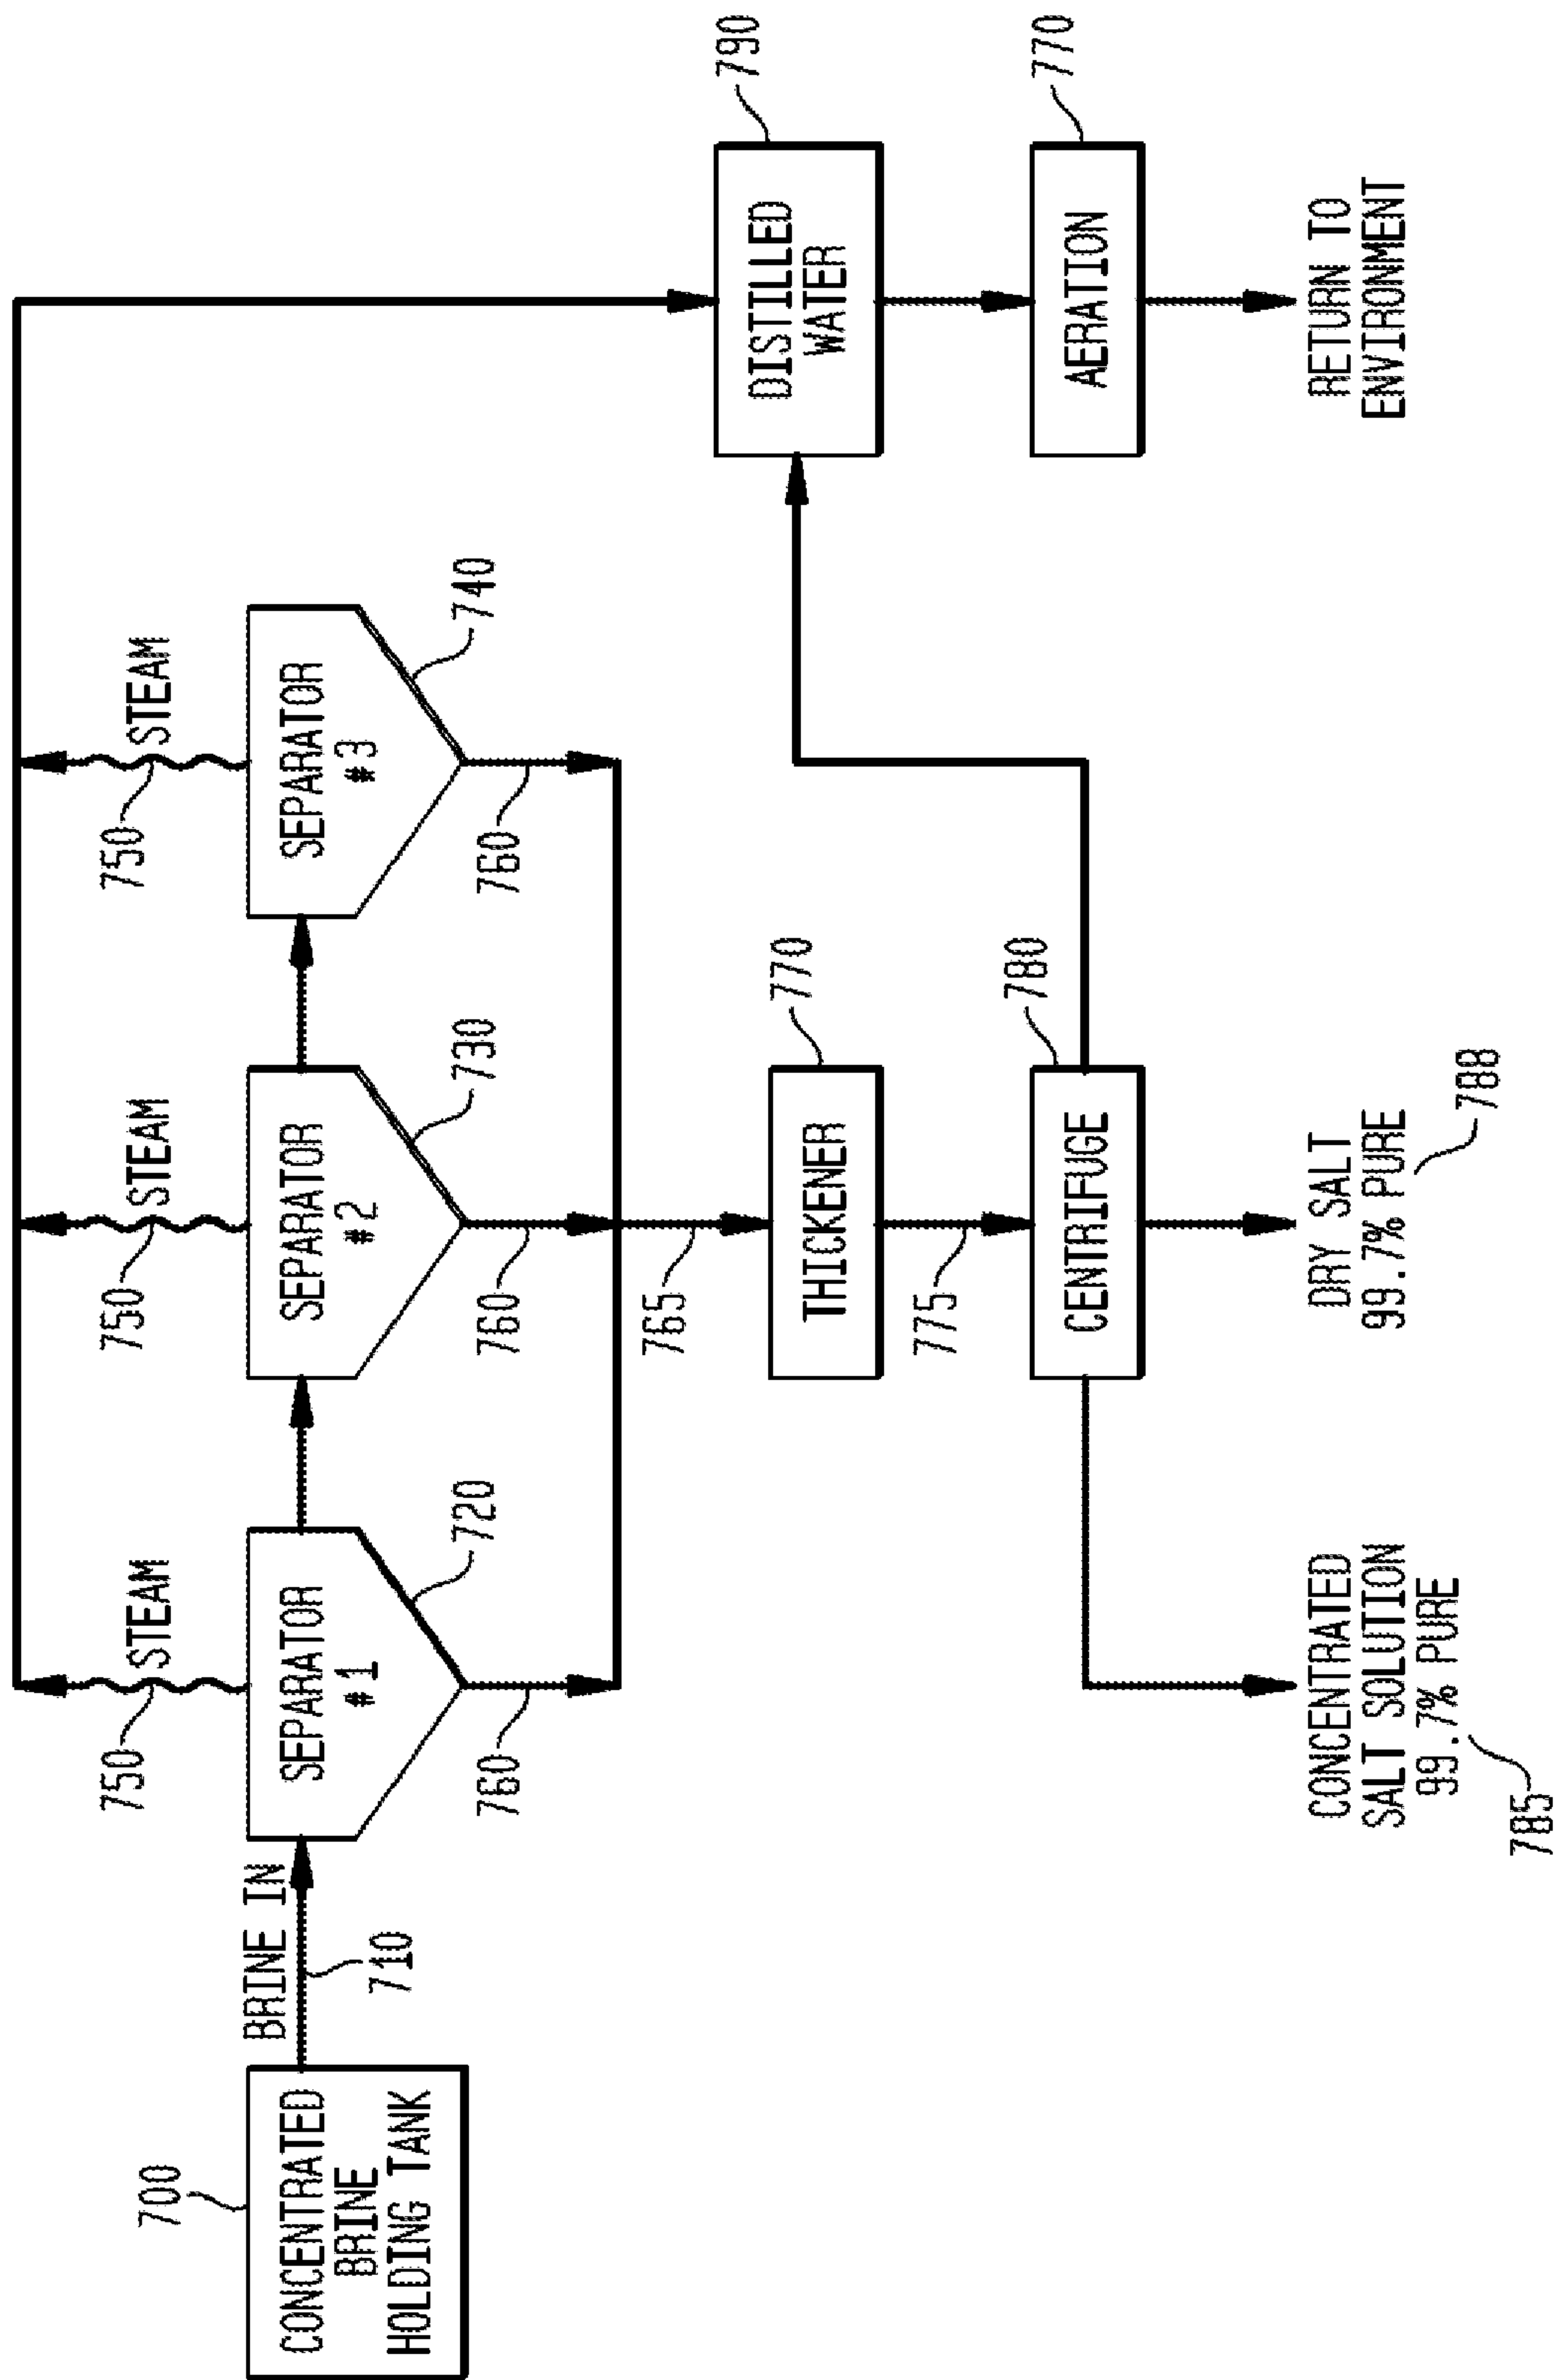 750
STEAM
750
STEAM
750
STEAM
700
CONCENTRATED
BRINE
HOLDING TANK
BRINE IN
710
SEPARATOR
#1
720
SEPARATOR
#2
730
SEPARATOR
#3
740
760
760
760
765
THICKENER
770
775
CENTRIFUGE
780
DISTILLED
WATER
790
AERATION
770
CONCENTRATED
SALT SOLUTION
99.7% PURE
785
DRY SALT
99.7% PURE
788
RETURN TO
ENVIRONMENT